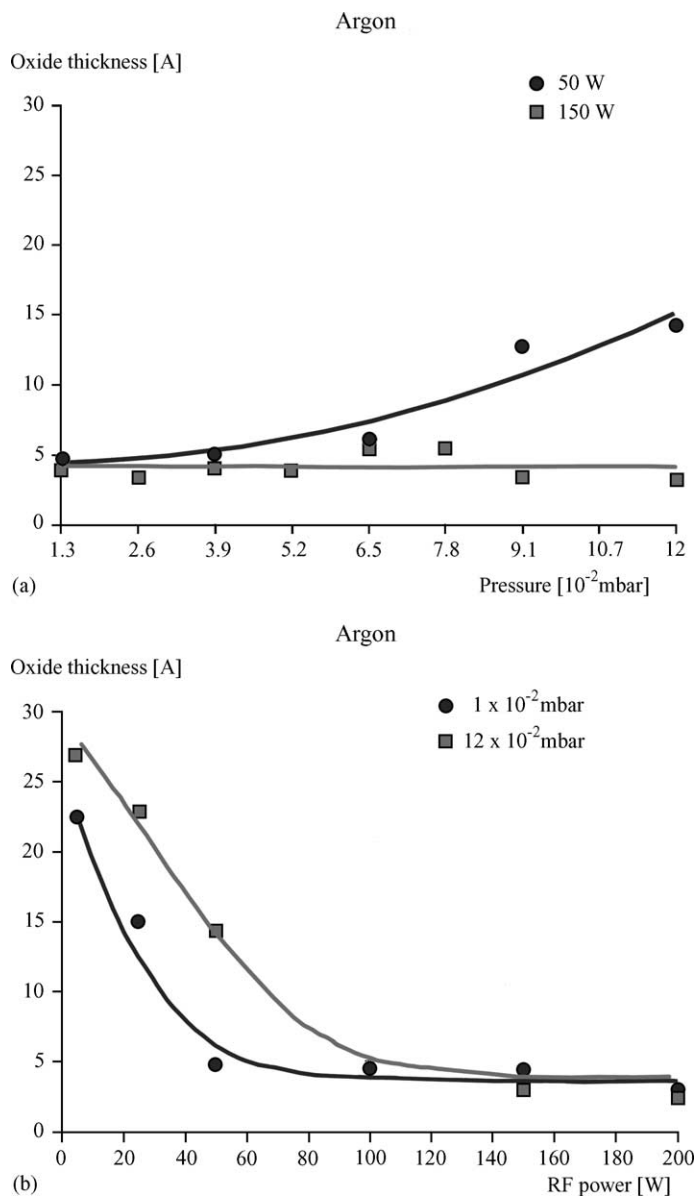 Argon
Oxide thickness [A]
50 W
150 W
30
25
20
15
10
5
0
1.3 2.6 3.9 5.2 6.5 7.8 9.1 10.7 12
(a) Pressure [10⁻² mbar]
Argon
Oxide thickness [A]
1 x 10⁻² mbar
12 x 10⁻² mbar
30
25
20
15
10
5
0
0 20 40 60 80 100 120 140 160 180 200
(b) RF power [W]